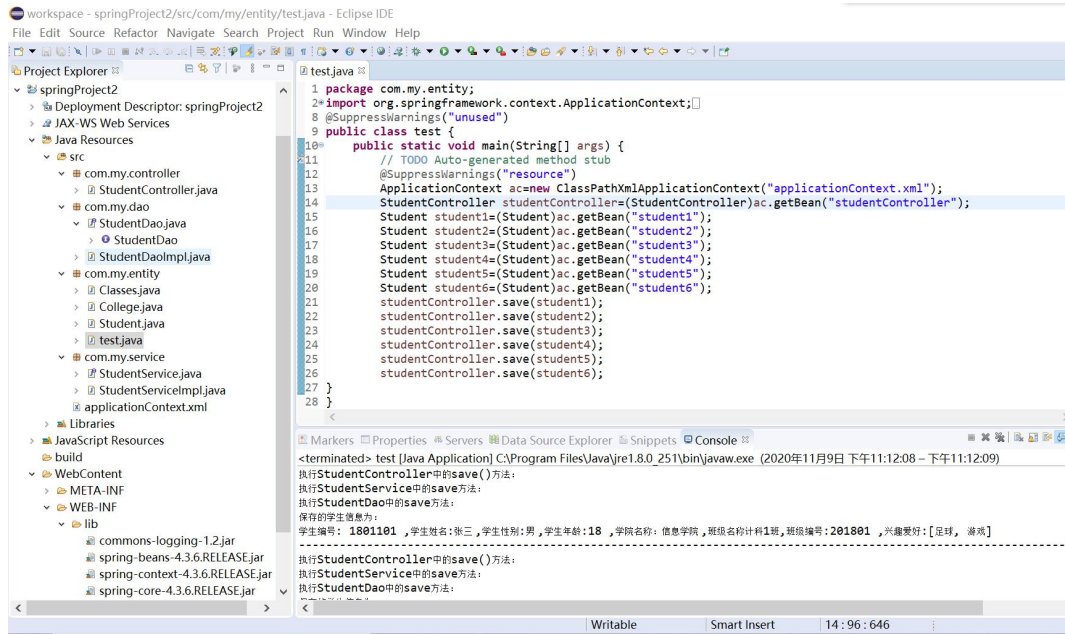 workspace - springProject2/src/com/my/entity/test.java - Eclipse IDE
File Edit Source Refactor Navigate Search Project Run Window Help
Project Explorer
springProject2
Deployment Descriptor: springProject2
JAX-WS Web Services
Java Resources
src
com.my.controller
StudentController.java
com.my.dao
StudentDao.java
StudentDao
StudentDaoImpl.java
com.my.entity
Classes.java
College.java
Student.java
test.java
com.my.service
StudentService.java
StudentServiceImpl.java
applicationContext.xml
Libraries
JavaScript Resources
build
WebContent
META-INF
WEB-INF
lib
commons-logging-1.2.jar
spring-beans-4.3.6.RELEASE.jar
spring-context-4.3.6.RELEASE.jar
spring-core-4.3.6.RELEASE.jar
test.java
1 package com.my.entity;
2 import org.springframework.context.ApplicationContext;
8 @SuppressWarnings("unused")
9 public class test {
10 public static void main(String[] args) {
11 // TODO Auto-generated method stub
12 @SuppressWarnings("resource")
13 ApplicationContext ac=new ClassPathXmlApplicationContext("applicationContext.xml");
14 StudentController studentController=(StudentController)ac.getBean("studentController");
15 Student student1=(Student)ac.getBean("student1");
16 Student student2=(Student)ac.getBean("student2");
17 Student student3=(Student)ac.getBean("student3");
18 Student student4=(Student)ac.getBean("student4");
19 Student student5=(Student)ac.getBean("student5");
20 Student student6=(Student)ac.getBean("student6");
21 studentController.save(student1);
22 studentController.save(student2);
23 studentController.save(student3);
24 studentController.save(student4);
25 studentController.save(student5);
26 studentController.save(student6);
27 }
28 }
Markers Properties Servers Data Source Explorer Snippets Console
<terminated> test [Java Application] C:\Program Files\Java\jre1.8.0_251\bin\javaw.exe (2020年11月9日 下午11:12:08 – 下午11:12:09)
执行StudentController中的save()方法:
执行StudentService中的save方法:
执行StudentDao中的save方法:
保存的学生信息为:
学生编号: 1801101 ,学生姓名:张三,学生性别:男,学生年龄:18 ,学院名称: 信息学院,班级名称计科1班,班级编号:201801 ,兴趣爱好:[足球, 游戏]
执行StudentController中的save()方法:
执行StudentService中的save方法:
执行StudentDao中的save方法:
Writable Smart Insert 14 : 96 : 646